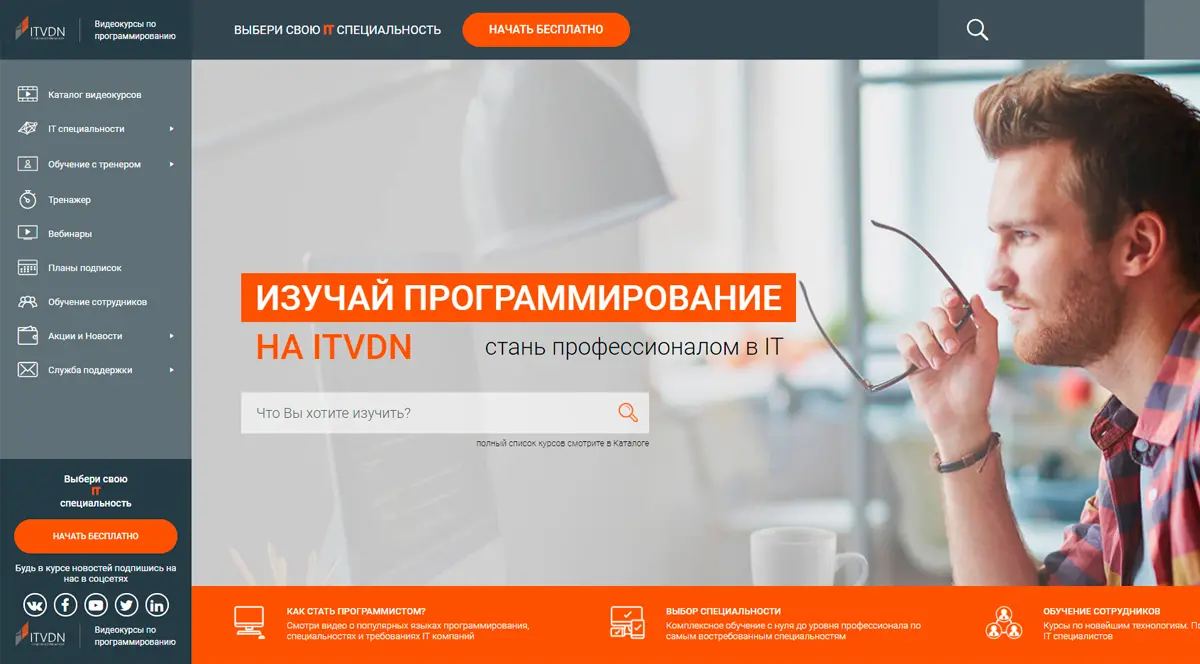 ITVDN
Видеокурсы по
программированию
ВЫБЕРИ СВОЮ IT СПЕЦИАЛЬНОСТЬ
НАЧАТЬ БЕСПЛАТНО
Каталог видеокурсов
IT специальности
Обучение с тренером
Тренажер
Вебинары
Планы подписок
Обучение сотрудников
Акции и Новости
Служба поддержки
Выбери свою
IT
специальность
НАЧАТЬ БЕСПЛАТНО
Будь в курсе новостей подпишись на
нас в соцсетях
ITVDN
Видеокурсы по
программированию
ИЗУЧАЙ ПРОГРАММИРОВАНИЕ
НА ITVDN
стань профессионалом в IT
Что Вы хотите изучить?
полный список курсов смотрите в Каталоге
КАК СТАТЬ ПРОГРАММИСТОМ?
Смотри видео о популярных языках программирования,
специальностях и требованиях IT компаний
ВЫБОР СПЕЦИАЛЬНОСТИ
Комплексное обучение с нуля до уровня профессионала по
самым востребованным специальностям
ОБУЧЕНИЕ СОТРУДНИКОВ
Курсы по новейшим технологиям. По
IT специалистов